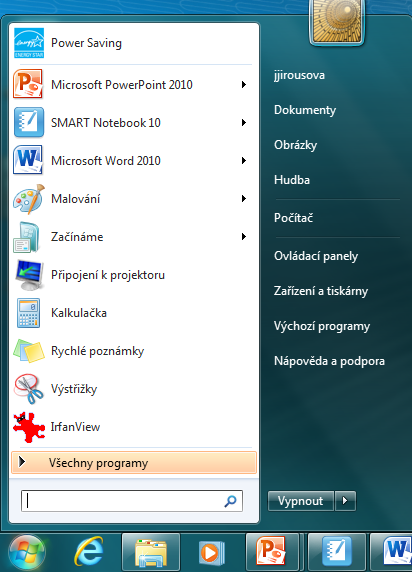 Power Saving
Microsoft PowerPoint 2010
SMART Notebook 10
Microsoft Word 2010
Malování
Začínáme
Připojení k projektoru
Kalkulačka
Rychlé poznámky
Výstřižky
IrfanView
Všechny programy
jjirousova
Dokumenty
Obrázky
Hudba
Počítač
Ovládací panely
Zařízení a tiskárny
Výchozí programy
Nápověda a podpora
Vypnout